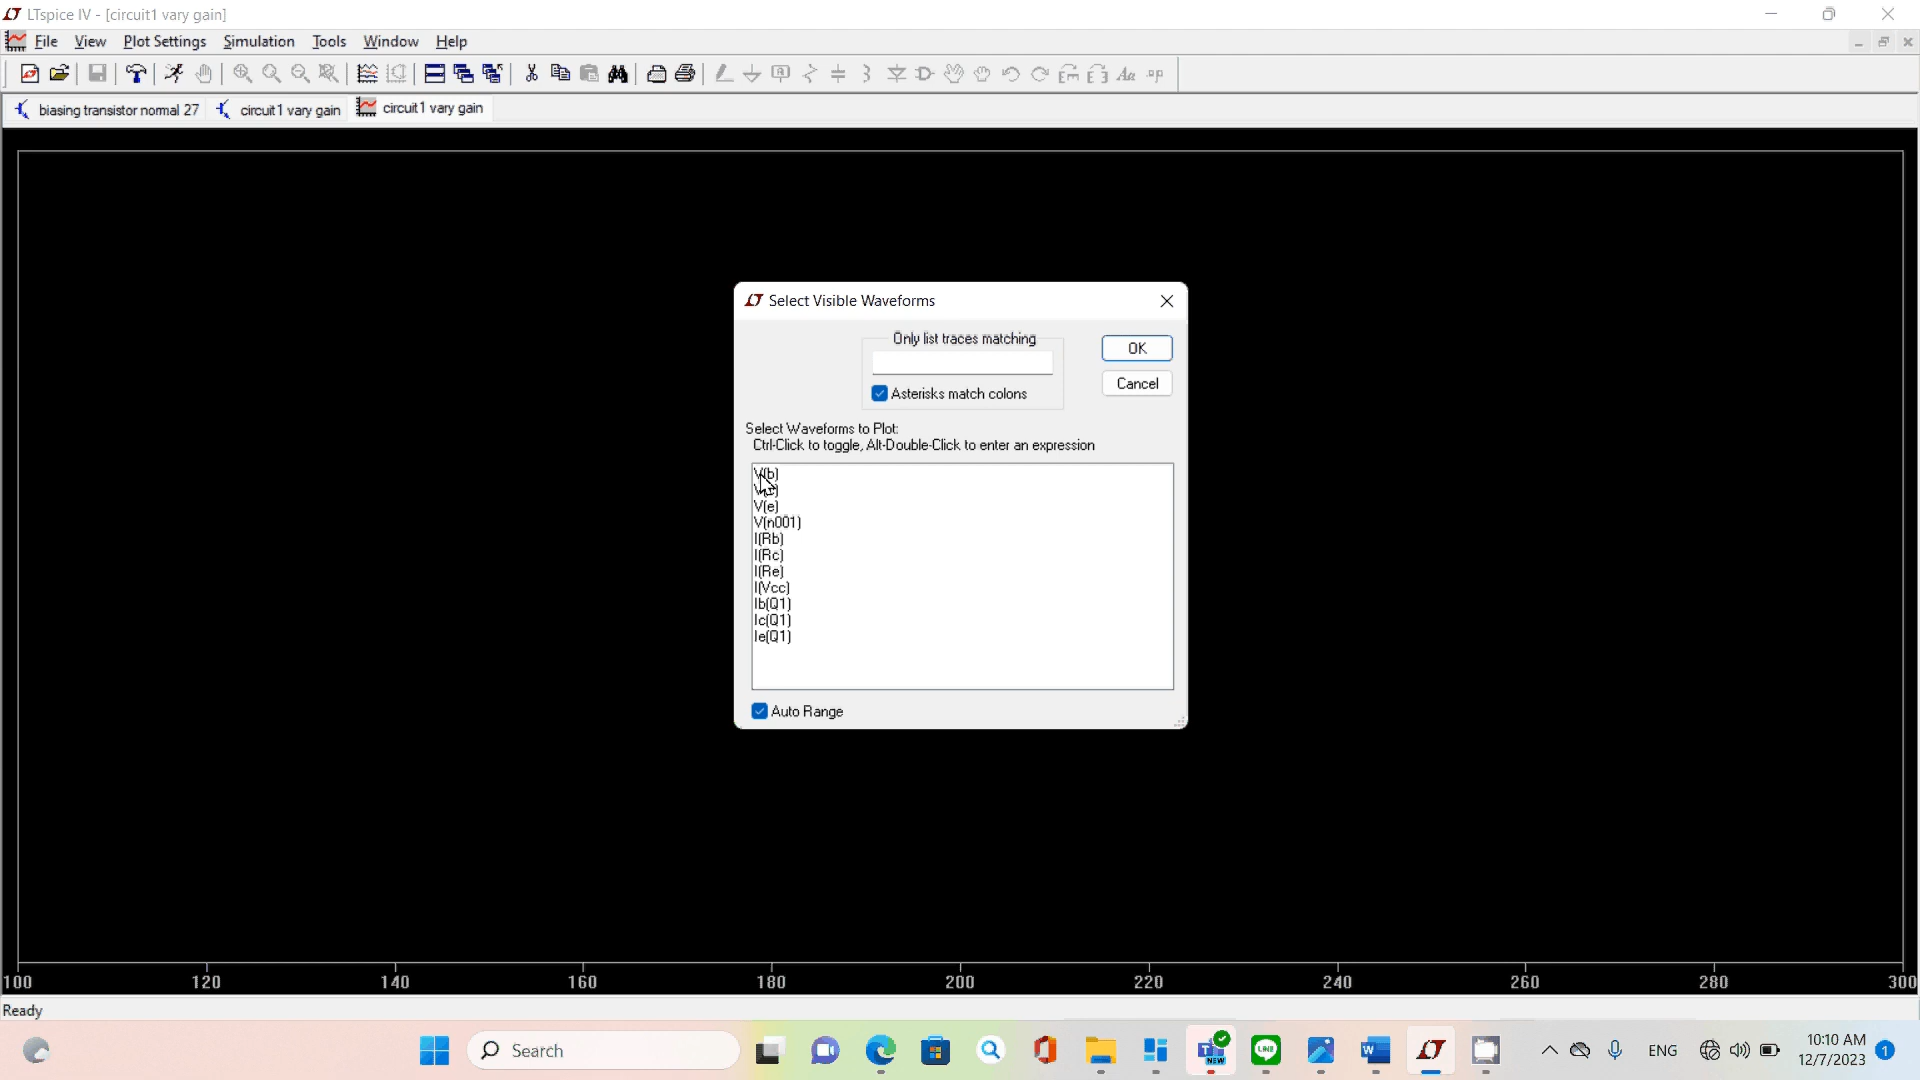 LTspice IV - [circuit1 vary gain]
File View Plot Settings Simulation Tools Window Help
biasing transistor normal 27 circuit1 vary gain circuit1 vary gain
Select Visible Waveforms
Only list traces matching
OK
Asterisks match colons
Cancel
Select Waveforms to Plot:
Ctrl-Click to toggle, Alt-Double-Click to enter an expression
V(b)
V(e)
V(n001)
I(Rb)
I(Rc)
I(Re)
I(Vcc)
Ib(Q1)
Ic(Q1)
Ie(Q1)
Auto Range
100 120 140 160 180 200 220 240 260 280 300
Ready
Search
NEW
LINE
ENG
10:10 AM
12/7/2023
1